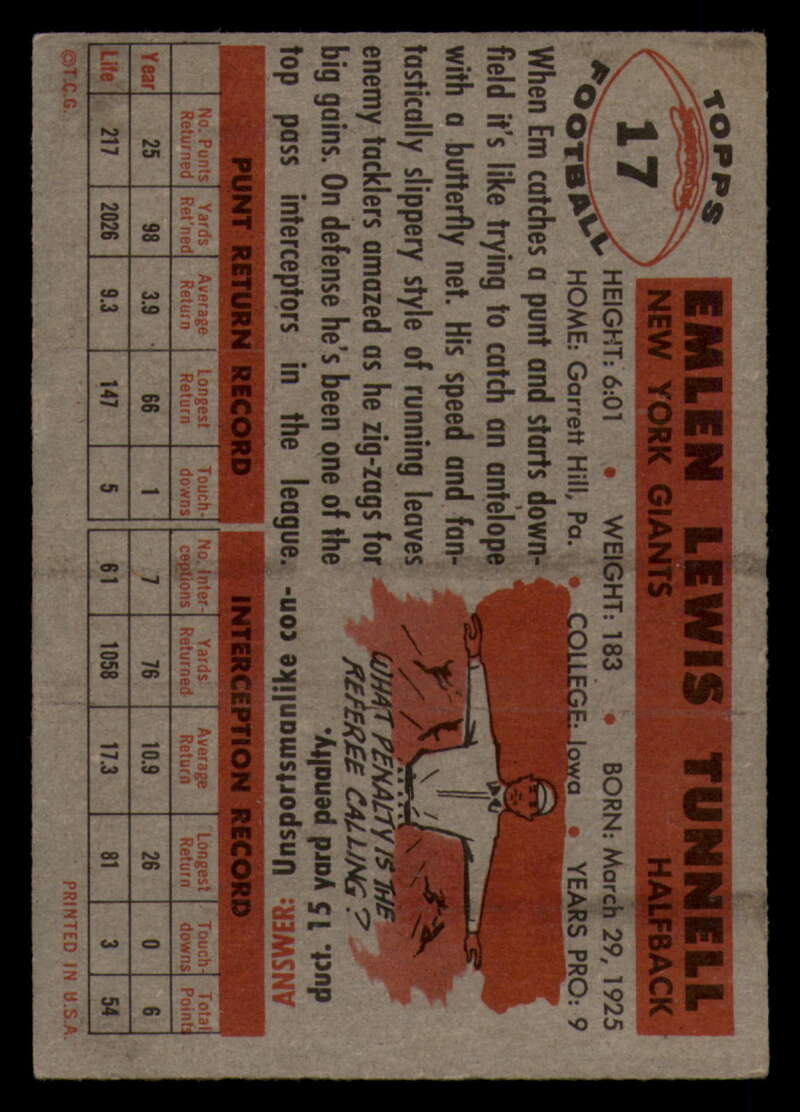 TOPPS
17
FOOTBALL
EMLEN LEWIS TUNNELL
NEW YORK GIANTS HALFBACK
HEIGHT: 6:01 • WEIGHT: 183 • BORN: March 29, 1925
HOME: Garrett Hill, Pa. • COLLEGE: Iowa • YEARS PRO: 9
When Em catches a punt and starts down-
field it's like trying to catch an antelope
with a butterfly net. His speed and fan-
tastically slippery style of running leaves
enemy tacklers amazed as he zig-zags for
big gains. On defense he's been one of the
top pass interceptors in the league.
WHAT PENALTY IS THE
REFEREE CALLING?
ANSWER: Unsportsmanlike con-
duct. 15 yard penalty.
PUNT RETURN RECORD
No. Punts Returned Yards Ret'ned Average Return Longest Return Touch-downs
Year 25 98 3.9 66 1
Life 217 2026 9.3 147 5
INTERCEPTION RECORD
No. Inter-ceptions Yards Returned Average Return Longest Return Touch-downs Total Points
7 76 10.9 26 0 6
61 1058 17.3 81 3 54
©T.C.G. PRINTED IN U.S.A.